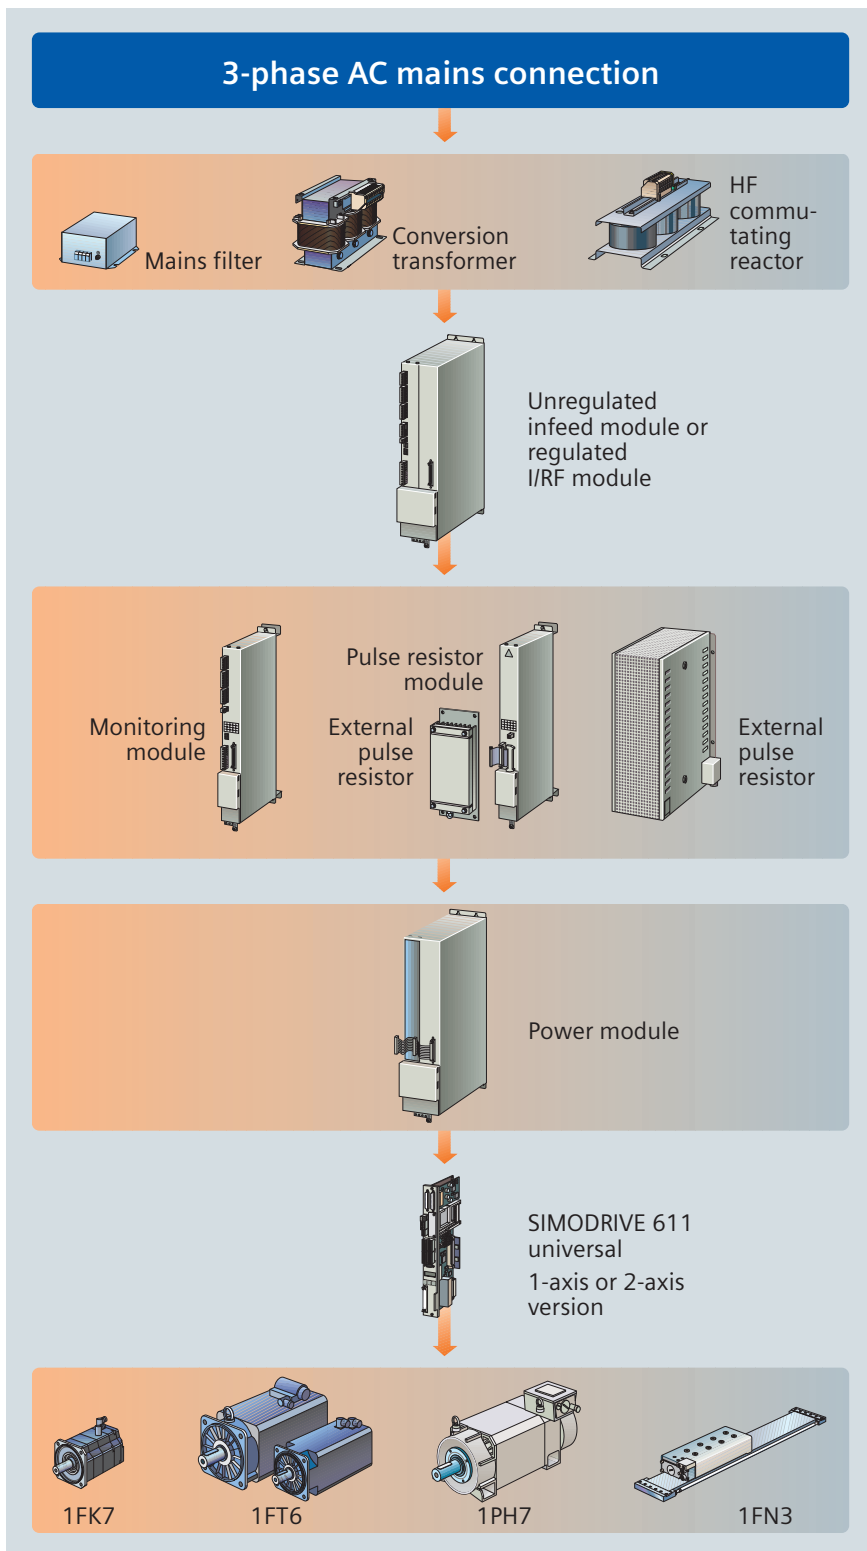 3-phase AC mains connection
Mains filter
Conversion
transformer
HF
commu-
tating
reactor
Unregulated
infeed module or
regulated
I/RF module
Monitoring
module
Pulse resistor
module
External
pulse
resistor
External
pulse
resistor
Power module
SIMODRIVE 611
universal
1-axis or 2-axis
version
1FK7
1FT6
1PH7
1FN3